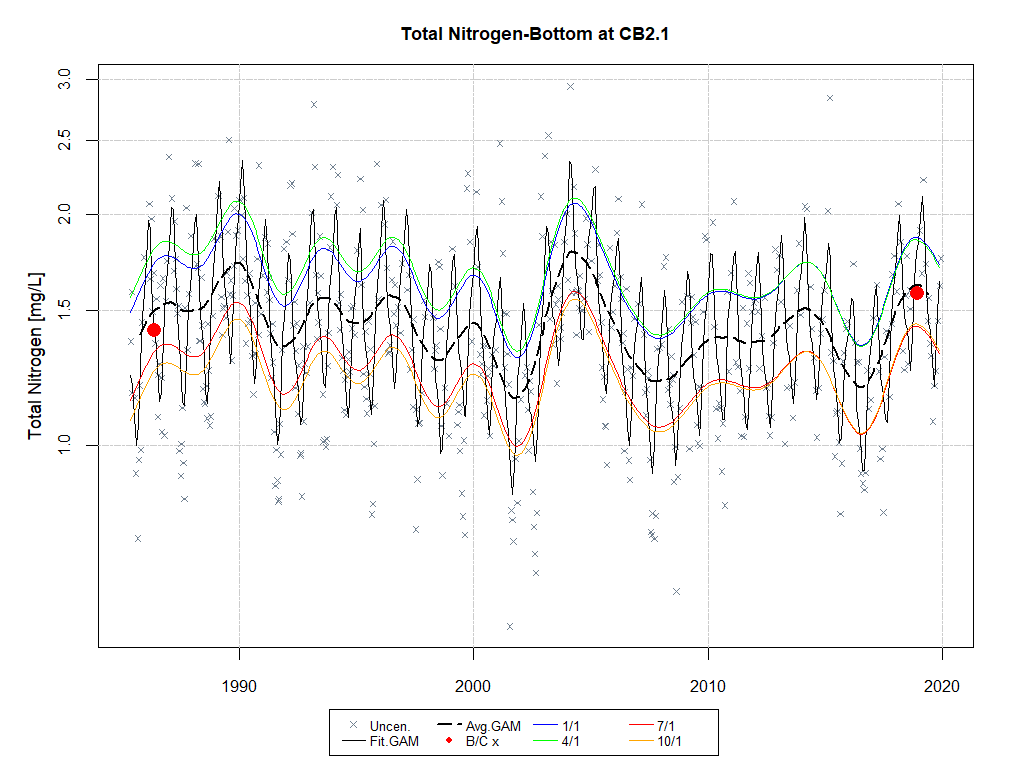 Total Nitrogen-Bottom at CB2.1
3.0
2.5
2.0
1.5
1.0
Total Nitrogen [mg/L]
1990 2000 2010 2020
Uncen. Avg.GAM 1/1 7/1
Fit.GAM B/C x 4/1 10/1